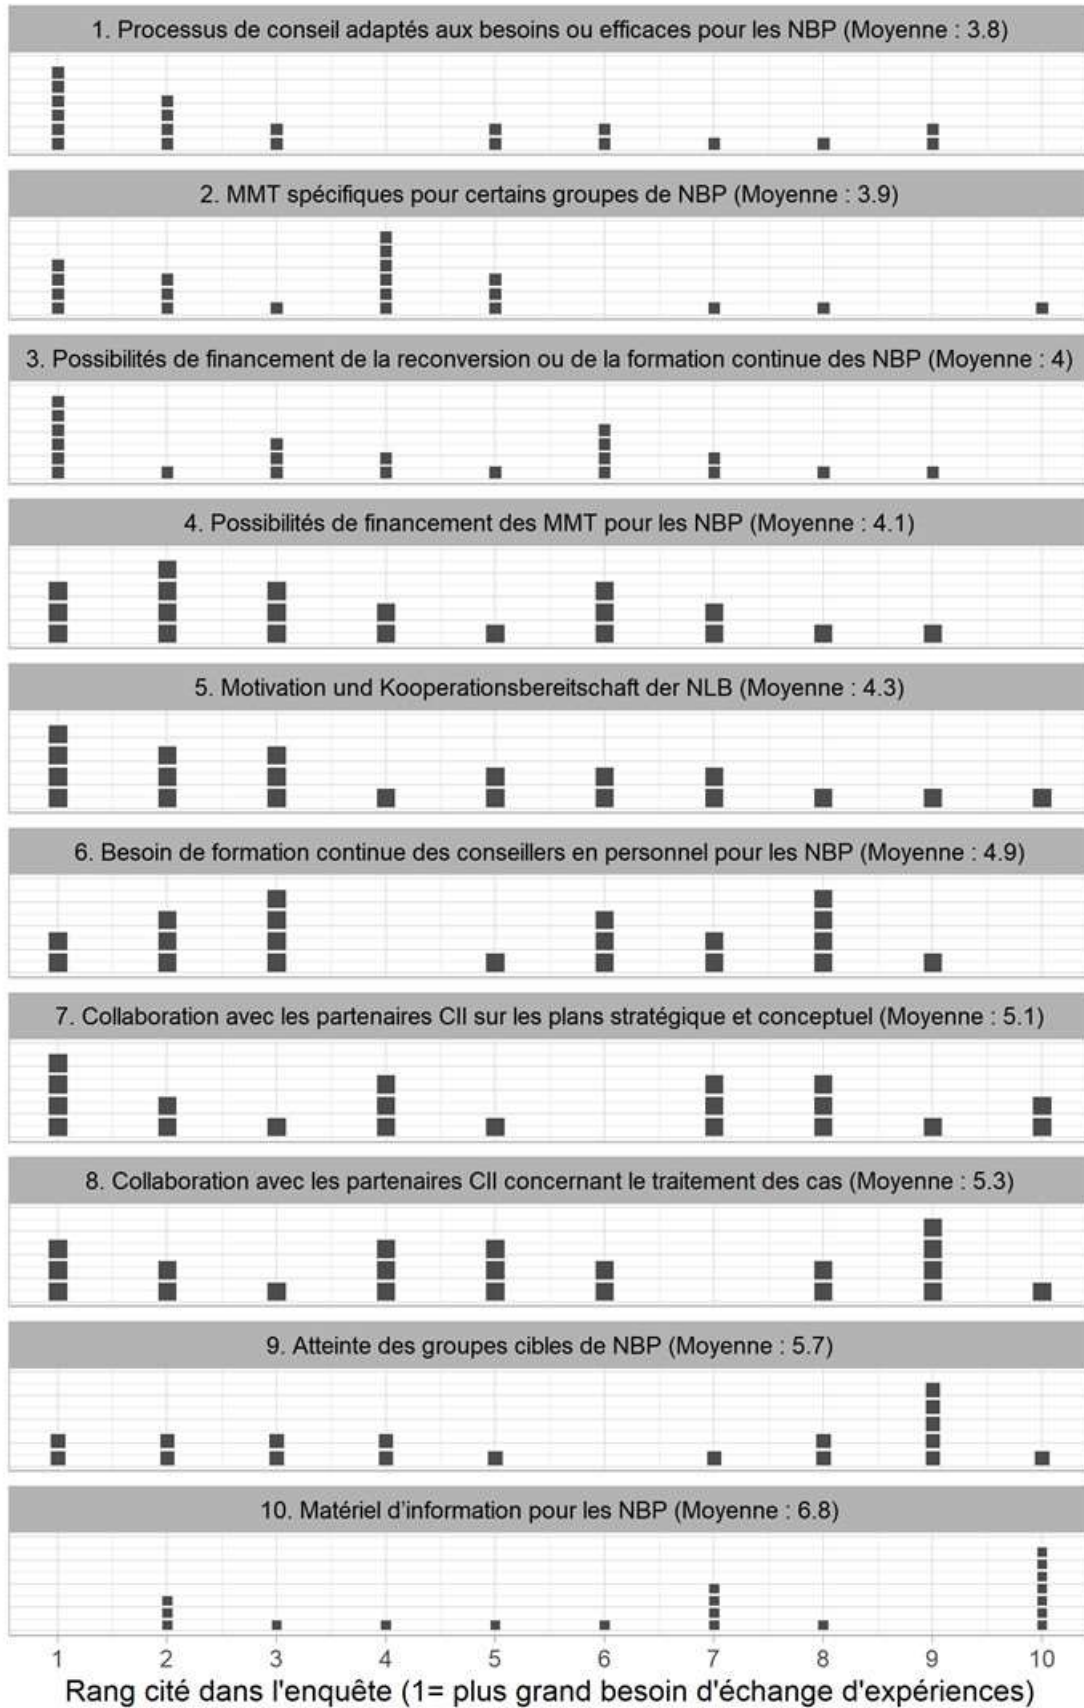 1. Processus de conseil adaptés aux besoins ou efficaces pour les NBP (Moyenne : 3.8)
2. MMT spécifiques pour certains groupes de NBP (Moyenne : 3.9)
3. Possibilités de financement de la reconversion ou de la formation continue des NBP (Moyenne : 4)
4. Possibilités de financement des MMT pour les NBP (Moyenne : 4.1)
5. Motivation und Kooperationsbereitschaft der NLB (Moyenne : 4.3)
6. Besoin de formation continue des conseillers en personnel pour les NBP (Moyenne : 4.9)
7. Collaboration avec les partenaires CII sur les plans stratégique et conceptuel (Moyenne : 5.1)
8. Collaboration avec les partenaires CII concernant le traitement des cas (Moyenne : 5.3)
9. Atteinte des groupes cibles de NBP (Moyenne : 5.7)
10. Matériel d'information pour les NBP (Moyenne : 6.8)
1 2 3 4 5 6 7 8 9 10
Rang cité dans l'enquête (1= plus grand besoin d'échange d'expériences)